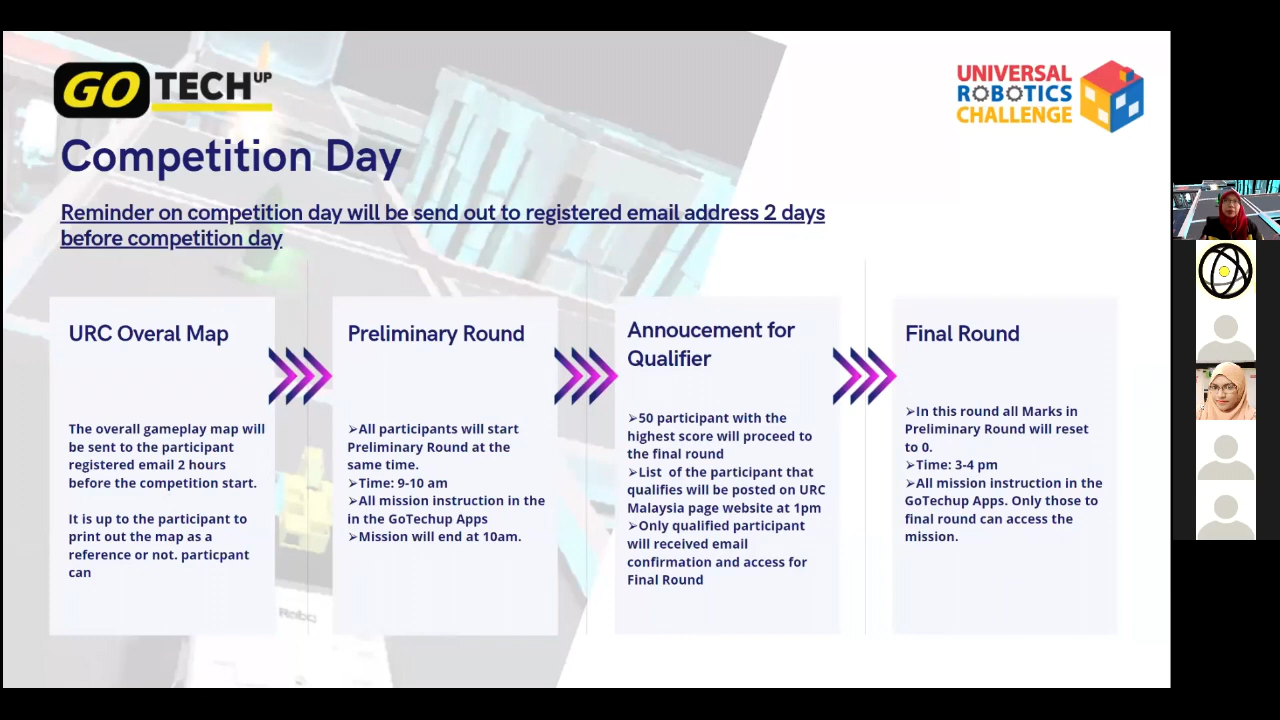 GO TECH UP
UNIVERSAL
ROBOTICS
CHALLENGE
Competition Day
Reminder on competition day will be send out to registered email address 2 days
before competition day
URC Overal Map
The overall gameplay map will
be sent to the participant
registered email 2 hours
before the competition start.
It is up to the participant to
print out the map as a
reference or not. particpant
can
Preliminary Round
➢All participants will start
Preliminary Round at the
same time.
➢Time: 9-10 am
➢All mission instruction in the
in the GoTechup Apps
➢Mission will end at 10am.
Annoucement for
Qualifier
➢50 participant with the
highest score will proceed to
the final round
➢List of the participant that
qualifies will be posted on URC
Malaysia page website at 1pm
➢Only qualified participant
will received email
confirmation and access for
Final Round
Final Round
➢In this round all Marks in
Preliminary Round will reset
to 0.
➢Time: 3-4 pm
➢All mission instruction in the
GoTechup Apps. Only those to
final round can access the
mission.